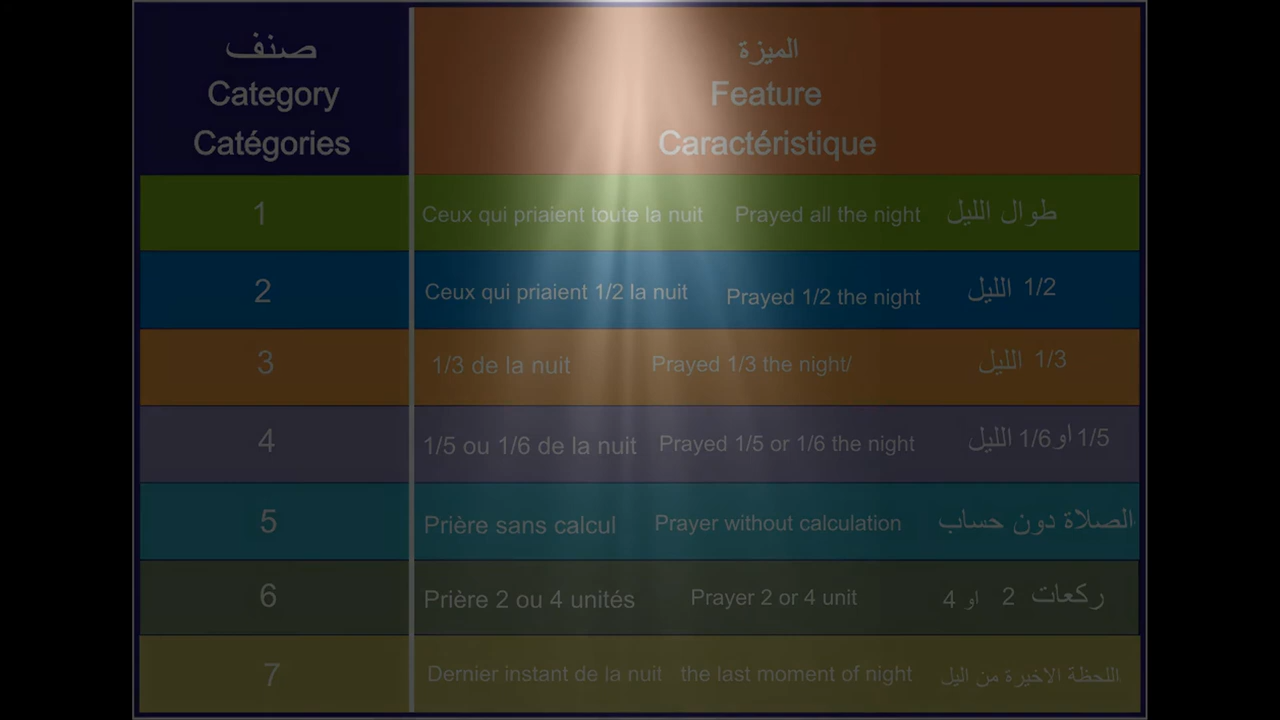 صنف
Category
Catégories
الميزة
Feature
Caractéristique
1 Ceux qui priaient toute la nuit Prayed all the night طوال الليل
2 Ceux qui priaient 1/2 la nuit Prayed 1/2 the night 1/2 الليل
3 1/3 de la nuit Prayed 1/3 the night/ 1/3 الليل
4 1/5 ou 1/6 de la nuit Prayed 1/5 or 1/6 the night 1/5 او 1/6 الليل
5 Prière sans calcul Prayer without calculation الصلاة دون حساب
6 Prière 2 ou 4 unités Prayer 2 or 4 unit ركعات 2 او 4
7 Dernier instant de la nuit the last moment of night اللحظة الاخيرة من اليل